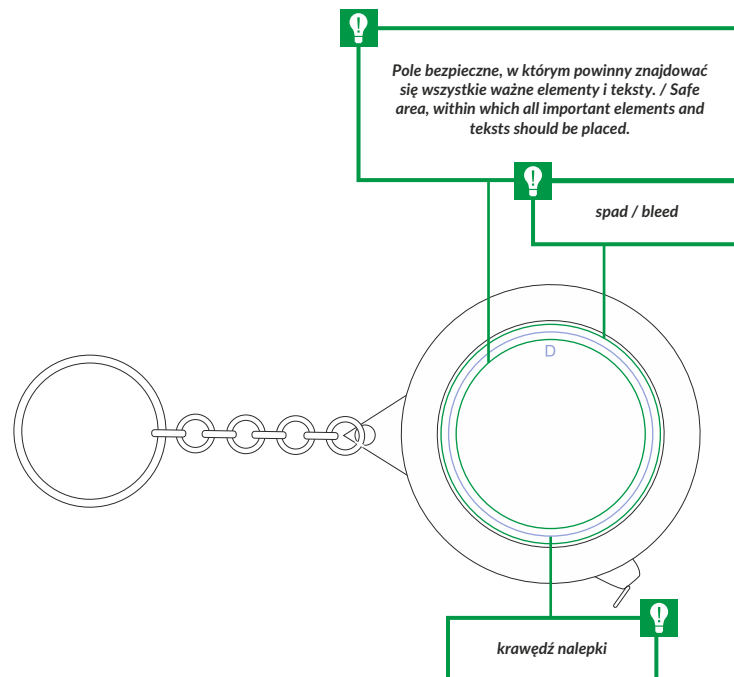 Pole bezpieczne, w którym powinny znajdować
się wszystkie ważne elementy i teksty. / Safe
area, within which all important elements and
teksts should be placed.
spad / bleed
D
krawędź nalepki